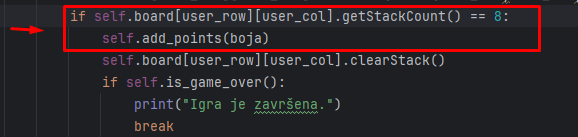 if self.board[user_row][user_col].getStackCount() == 8:
    self.add_points(boja)
    self.board[user_row][user_col].clearStack()
    if self.is_game_over():
        print("Igra je završena.")
        break